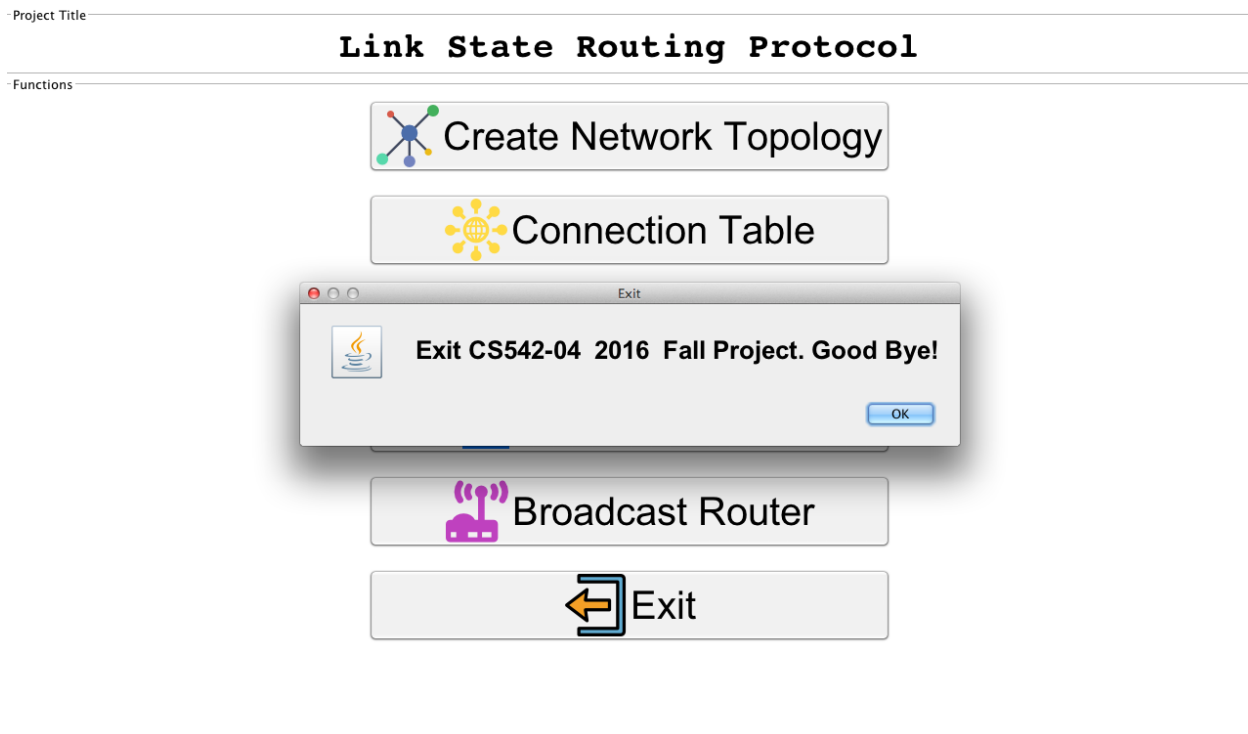 Project Title
Link State Routing Protocol
Functions
Create Network Topology
Connection Table
Exit
Exit CS542-04  2016  Fall Project. Good Bye!
OK
Broadcast Router
Exit